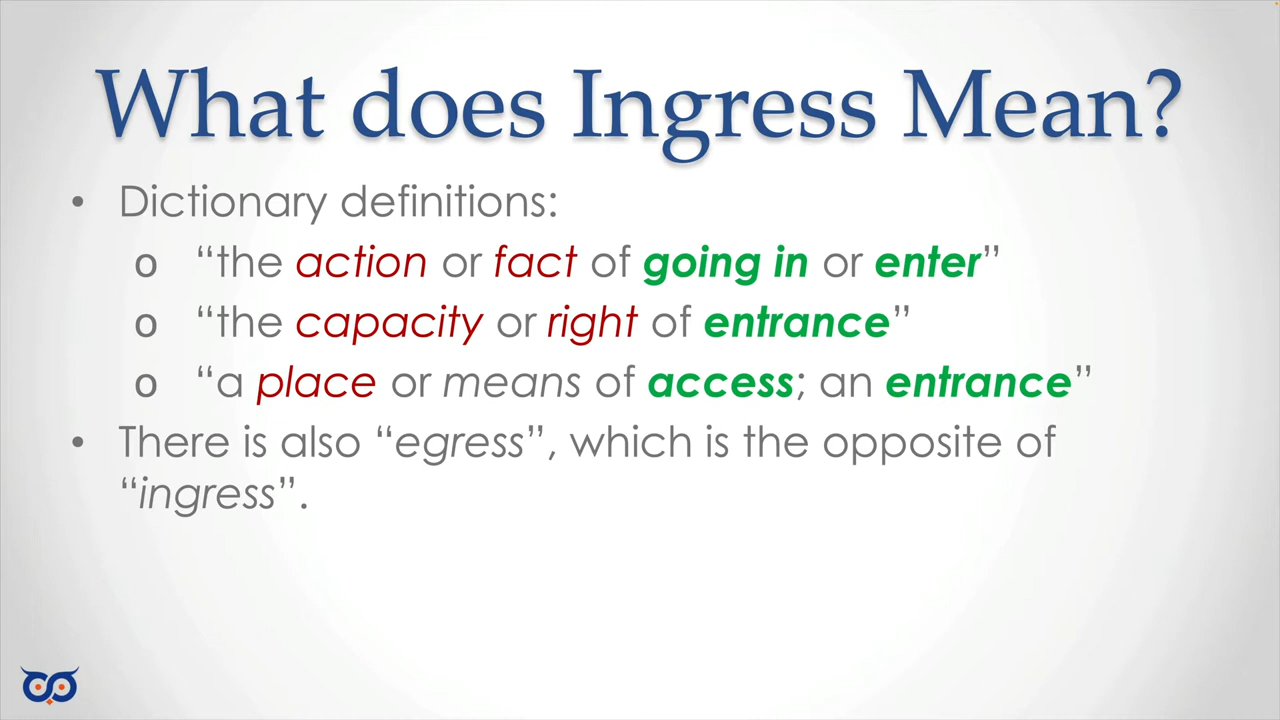 What does Ingress Mean?
• Dictionary definitions:
o “the action or fact of going in or enter”
o “the capacity or right of entrance”
o “a place or means of access; an entrance”
• There is also “egress”, which is the opposite of
“ingress”.